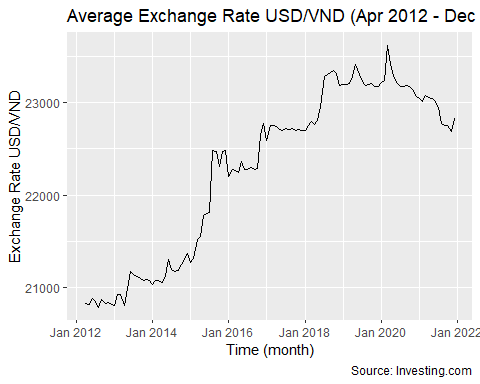 Average Exchange Rate USD/VND (Apr 2012 - Dec
Exchange Rate USD/VND
23000
22000
21000
Jan 2012 Jan 2014 Jan 2016 Jan 2018 Jan 2020 Jan 2022
Time (month)
Source: Investing.com